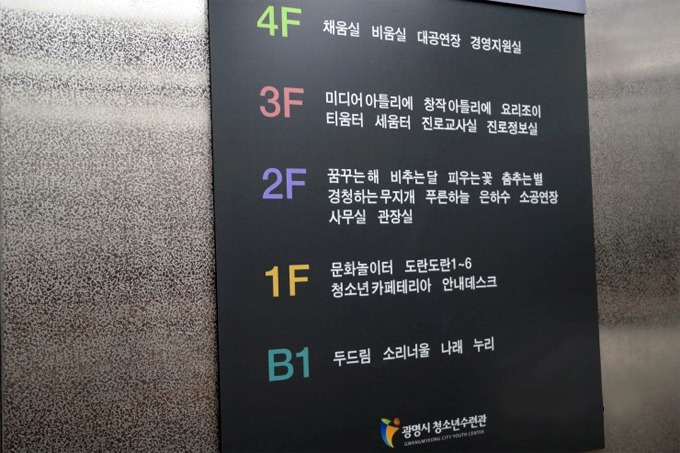 4F 채움실 비움실 대공연장 경영지원실
3F 미디어 아틀리에 창작 아틀리에 요리조이
티움터 세움터 진로교사실 진로정보실
2F 꿈꾸는 해 비추는 달 피우는 꽃 춤추는 별
경청하는 무지개 푸른하늘 은하수 소공연장
사무실 관장실
1F 문화놀이터 도란도란1~6
청소년 카페테리아 안내데스크
B1 두드림 소리너울 나래 누리
광명시 청소년수련관
GWANGMYEONG CITY YOUTH CENTER